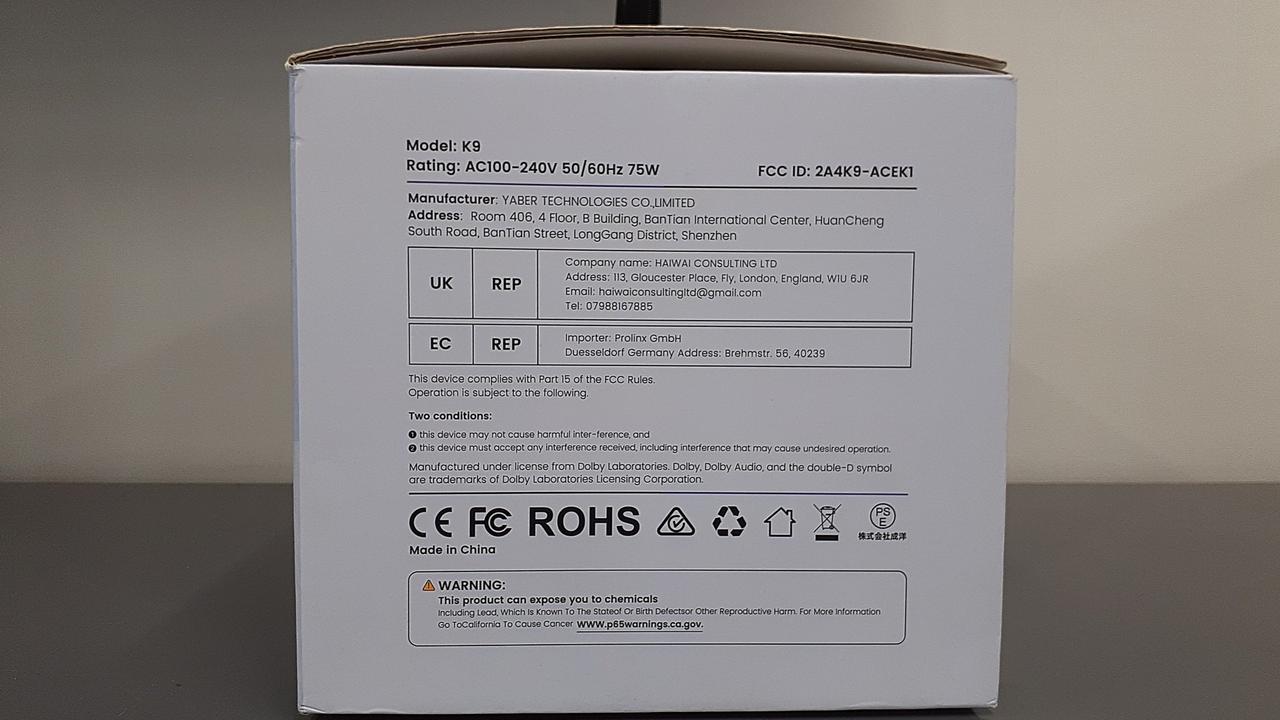 Model: K9
Rating: AC100-240V 50/60Hz 75W
FCC ID: 2A4K9-ACEK1
Manufacturer: YABER TECHNOLOGIES CO.,LIMITED
Address: Room 406, 4 Floor, B Building, BanTian International Center, HuanCheng
South Road, BanTian Street, LongGang District, Shenzhen
UK
REP
Company name: HAIWAI CONSULTING LTD
Address: 113, Gloucester Place, Fly, London, England, W1U 6JR
Email: haiwaiconsultingltd@gmail.com
Tel: 07988167885
EC
REP
Importer: Prolinx GmbH
Duesseldorf Germany Address: Brehmstr. 56, 40239
This device complies with Part 15 of the FCC Rules.
Operation is subject to the following.
Two conditions:
❶ this device may not cause harmful inter-ference, and
❷ this device must accept any interference received, including interference that may cause undesired operation.
Manufactured under license from Dolby Laboratories. Dolby, Dolby Audio, and the double-D symbol
are trademarks of Dolby Laboratories Licensing Corporation.
CE FC ROHS PS E
株式会社成洋
Made in China
WARNING:
This product can expose you to chemicals
Including Lead, Which Is Known To The Stateof Or Birth Defectsor Other Reproductive Harm. For More Information
Go ToCalifornia To Cause Cancer WWW.p65warnings.ca.gov.